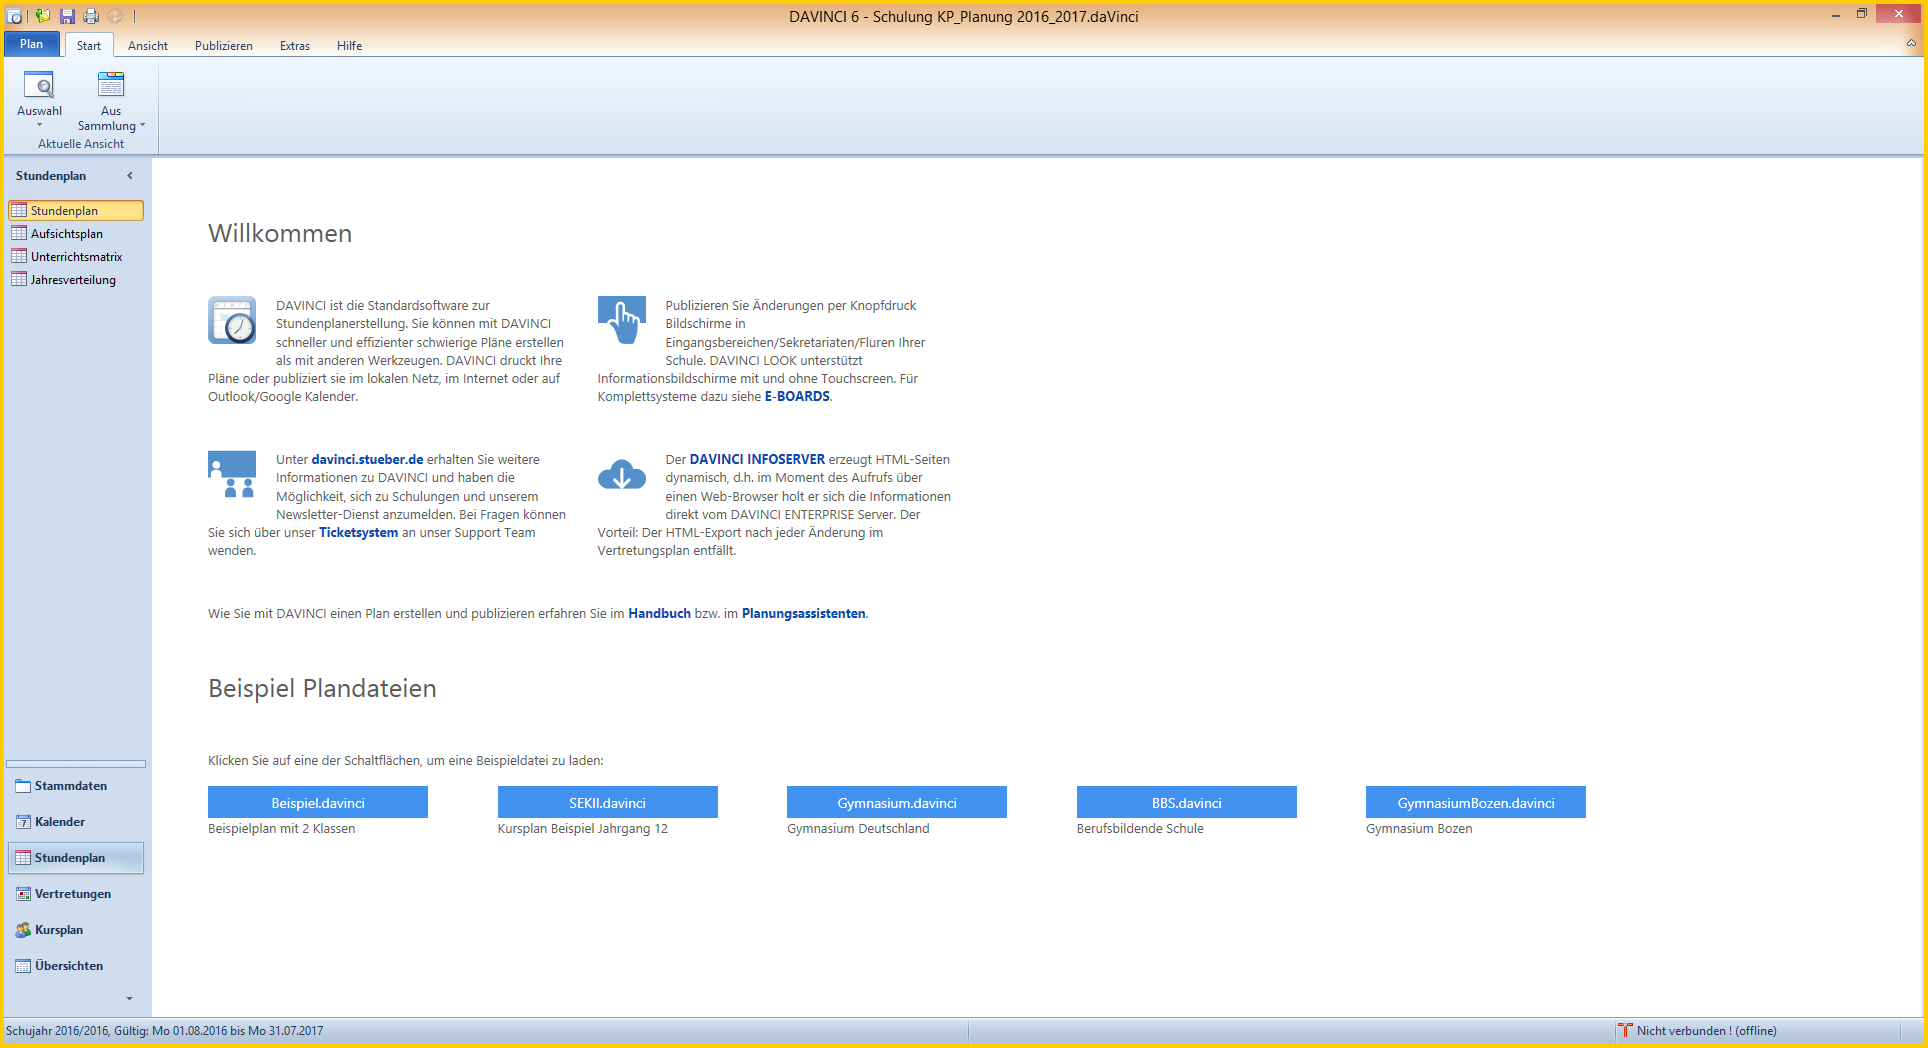 DAVINCI 6 - Schulung KP_Planung 2016_2017.daVinci
Plan
Start
Ansicht
Publizieren
Extras
Hilfe
Auswahl
Aus
Sammlung
Aktuelle Ansicht
Stundenplan
Stundenplan
Aufsichtsplan
Unterrichtsmatrix
Jahresverteilung
Willkommen
DAVINCI ist die Standardsoftware zur
Stundenplanerstellung. Sie können mit DAVINCI
schneller und effizienter schwierige Pläne erstellen
als mit anderen Werkzeugen. DAVINCI druckt Ihre
Pläne oder publiziert sie im lokalen Netz, im Internet oder auf
Outlook/Google Kalender.
Publizieren Sie Änderungen per Knopfdruck
Bildschirme in
Eingangsbereichen/Sekretariaten/Fluren Ihrer
Schule. DAVINCI LOOK unterstützt
Informationsbildschirme mit und ohne Touchscreen. Für
Komplettsysteme dazu siehe E-BOARDS.
Unter davinci.stueber.de erhalten Sie weitere
Informationen zu DAVINCI und haben die
Möglichkeit, sich zu Schulungen und unserem
Newsletter-Dienst anzumelden. Bei Fragen können
Sie sich über unser Ticketsystem an unser Support Team
wenden.
Der DAVINCI INFOSERVER erzeugt HTML-Seiten
dynamisch, d.h. im Moment des Aufrufs über
einen Web-Browser holt er sich die Informationen
direkt vom DAVINCI ENTERPRISE Server. Der
Vorteil: Der HTML-Export nach jeder Änderung im
Vertretungsplan entfällt.
Wie Sie mit DAVINCI einen Plan erstellen und publizieren erfahren Sie im Handbuch bzw. im Planungsassistenten.
Beispiel Plandateien
Klicken Sie auf eine der Schaltflächen, um eine Beispieldatei zu laden:
Beispiel.davinci
Beispielplan mit 2 Klassen
SEKII.davinci
Kursplan Beispiel Jahrgang 12
Gymnasium.davinci
Gymnasium Deutschland
BBS.davinci
Berufsbildende Schule
GymnasiumBozen.davinci
Gymnasium Bozen
Stammdaten
Kalender
Stundenplan
Vertretungen
Kursplan
Übersichten
Schujahr 2016/2016, Gültig: Mo 01.08.2016 bis Mo 31.07.2017
Nicht verbunden ! (offline)